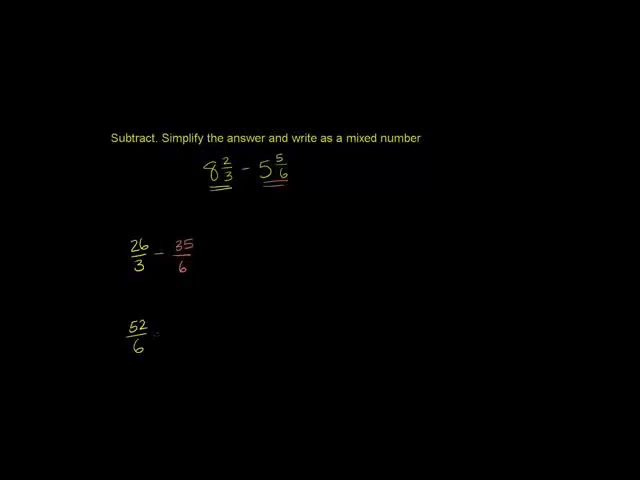 Subtract. Simplify the answer and write as a mixed number
8 2/3 - 5 5/6
26/3 - 35/6
52/6 -